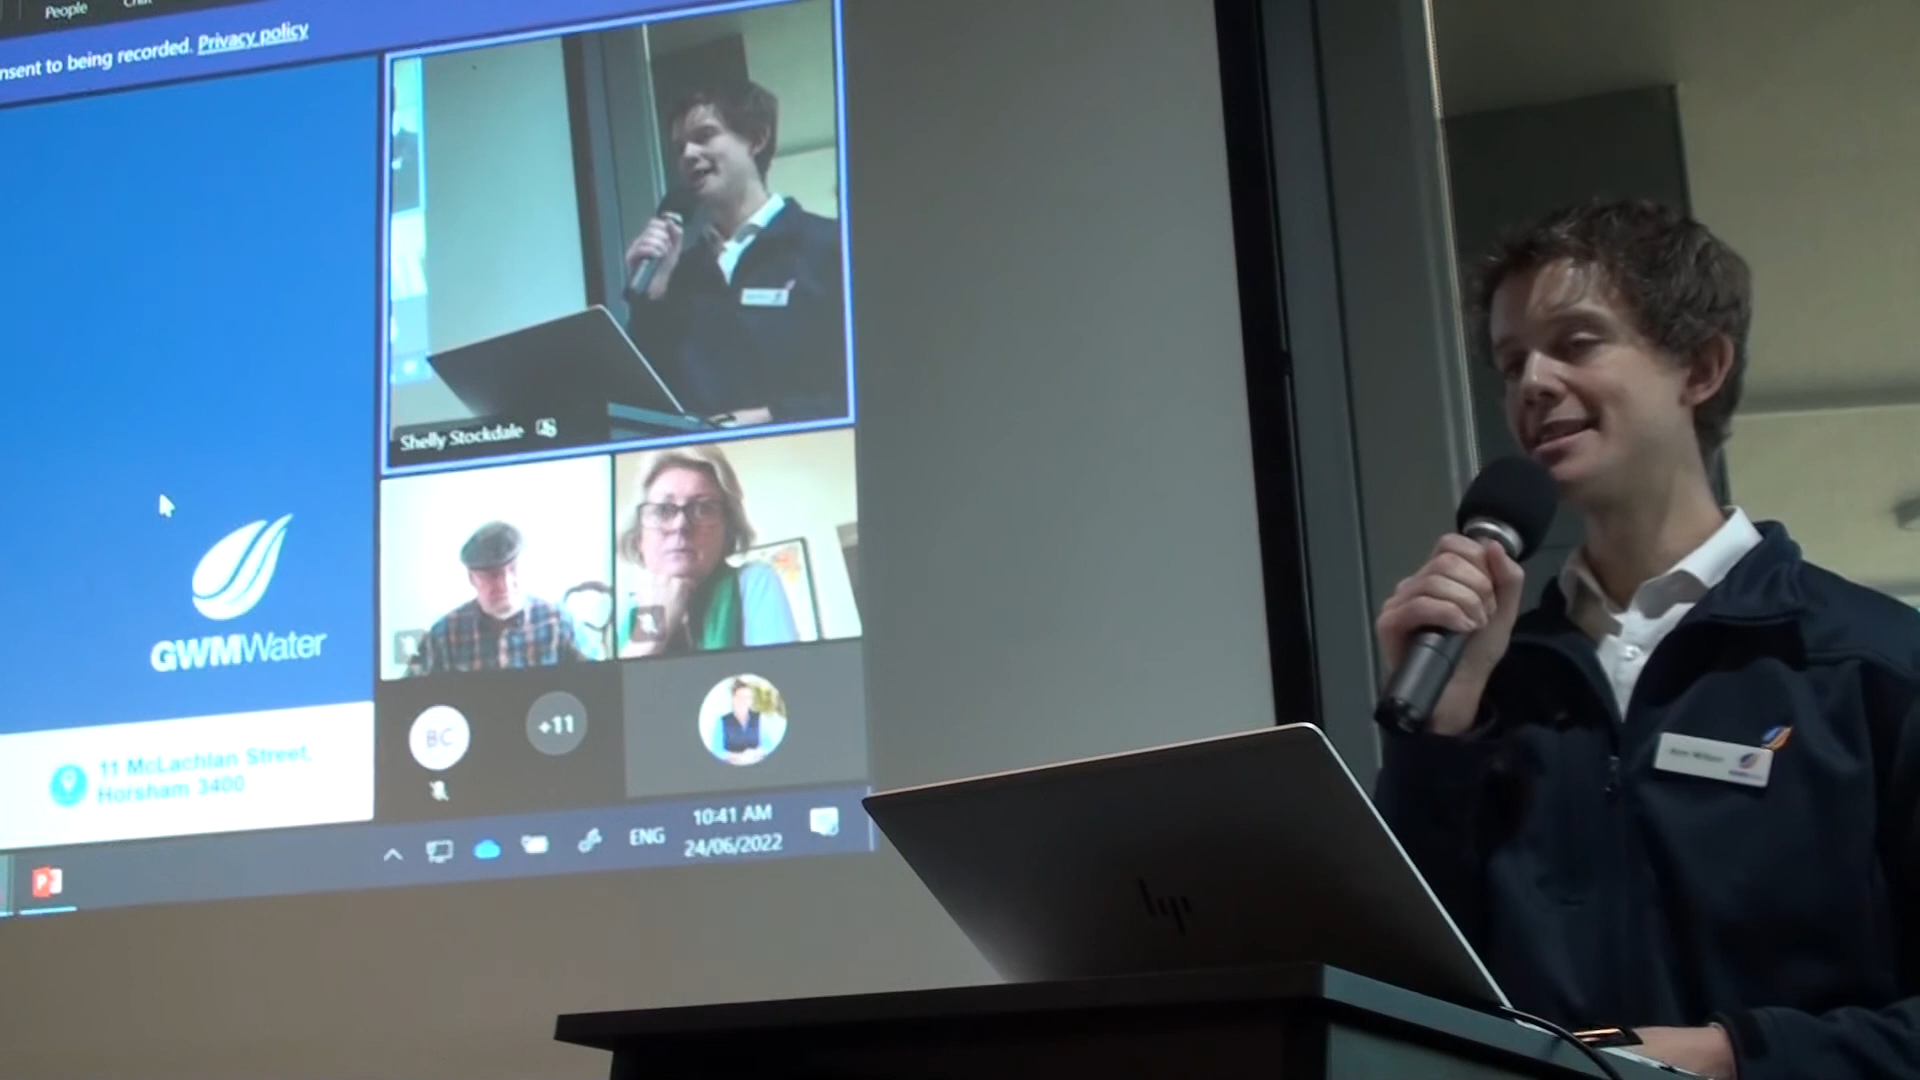 People
nsent to being recorded. Privacy policy
Shelly Stockdale
GWMWater
11 McLachlan Street,
Horsham 3400
BC
+11
ENG
10:41 AM
24/06/2022
P
hp